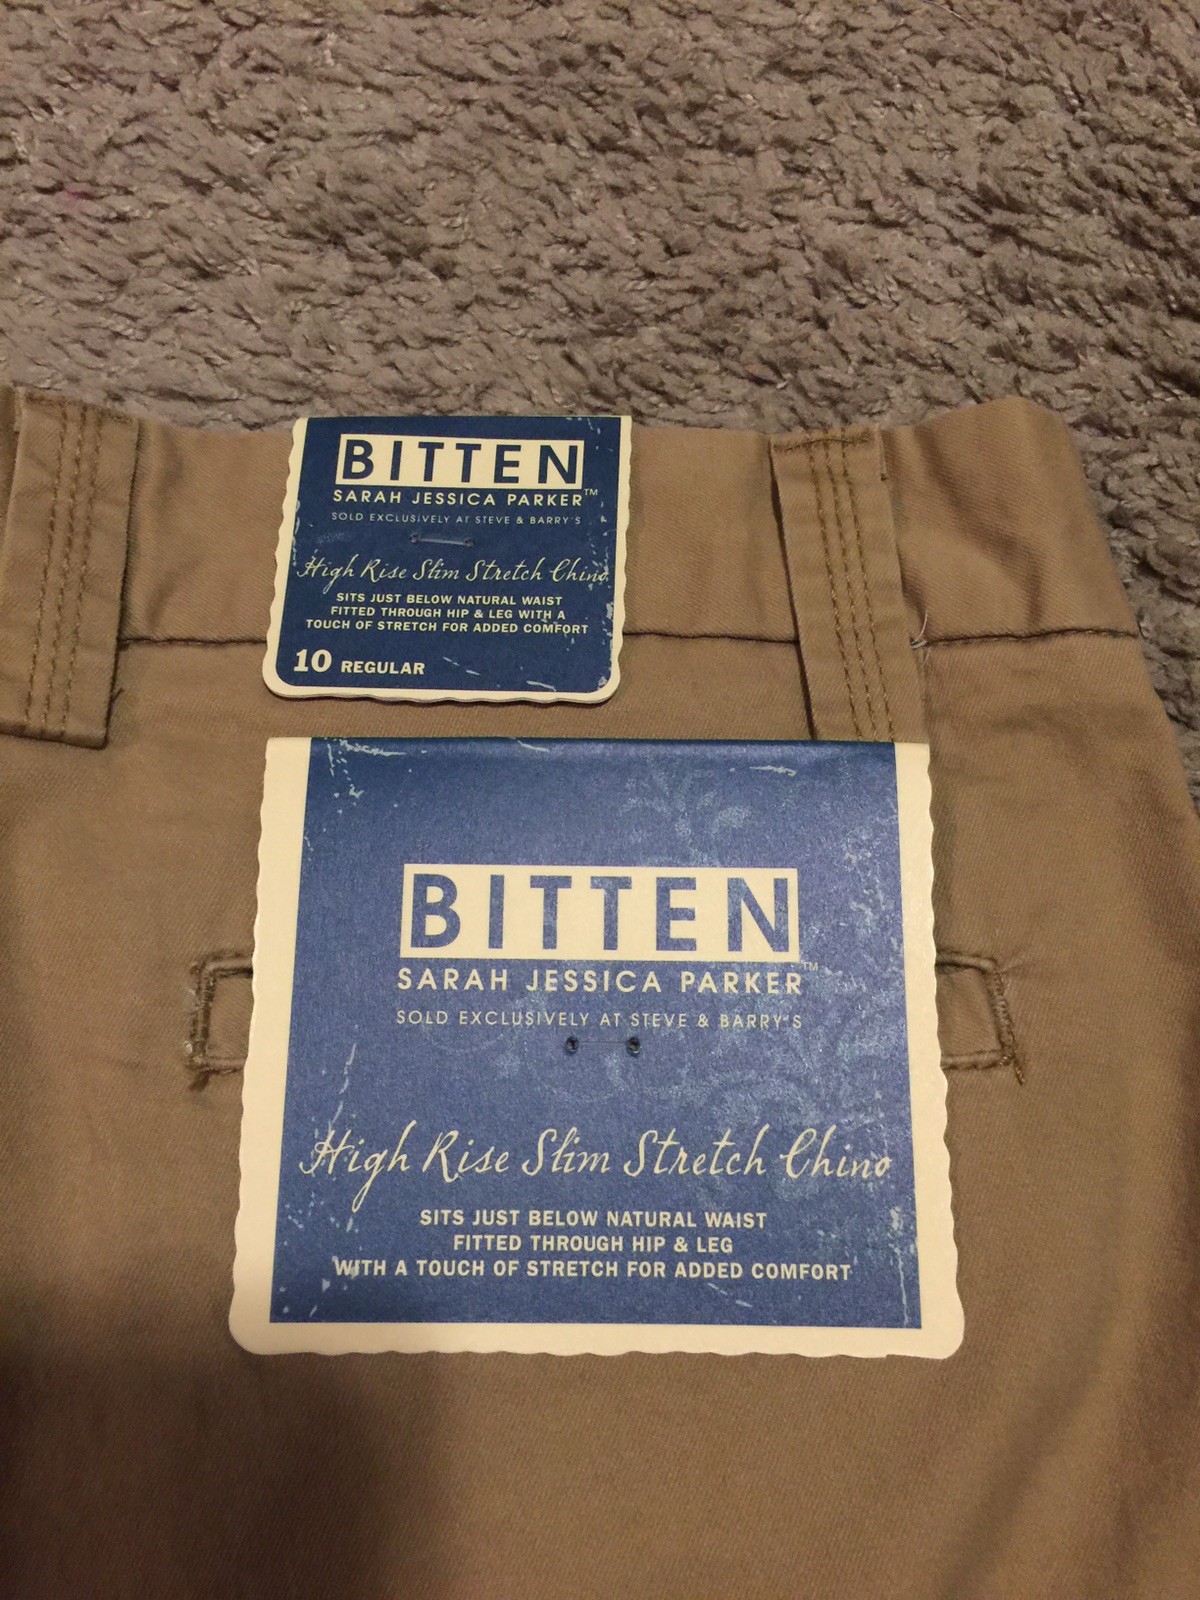 BITTEN
SARAH JESSICA PARKER™
SOLD EXCLUSIVELY AT STEVE & BARRY'S
High Rise Slim Stretch Chino
SITS JUST BELOW NATURAL WAIST
FITTED THROUGH HIP & LEG WITH A
TOUCH OF STRETCH FOR ADDED COMFORT
10 REGULAR
BITTEN
SARAH JESSICA PARKER™
SOLD EXCLUSIVELY AT STEVE & BARRY'S
High Rise Slim Stretch Chino
SITS JUST BELOW NATURAL WAIST
FITTED THROUGH HIP & LEG
WITH A TOUCH OF STRETCH FOR ADDED COMFORT